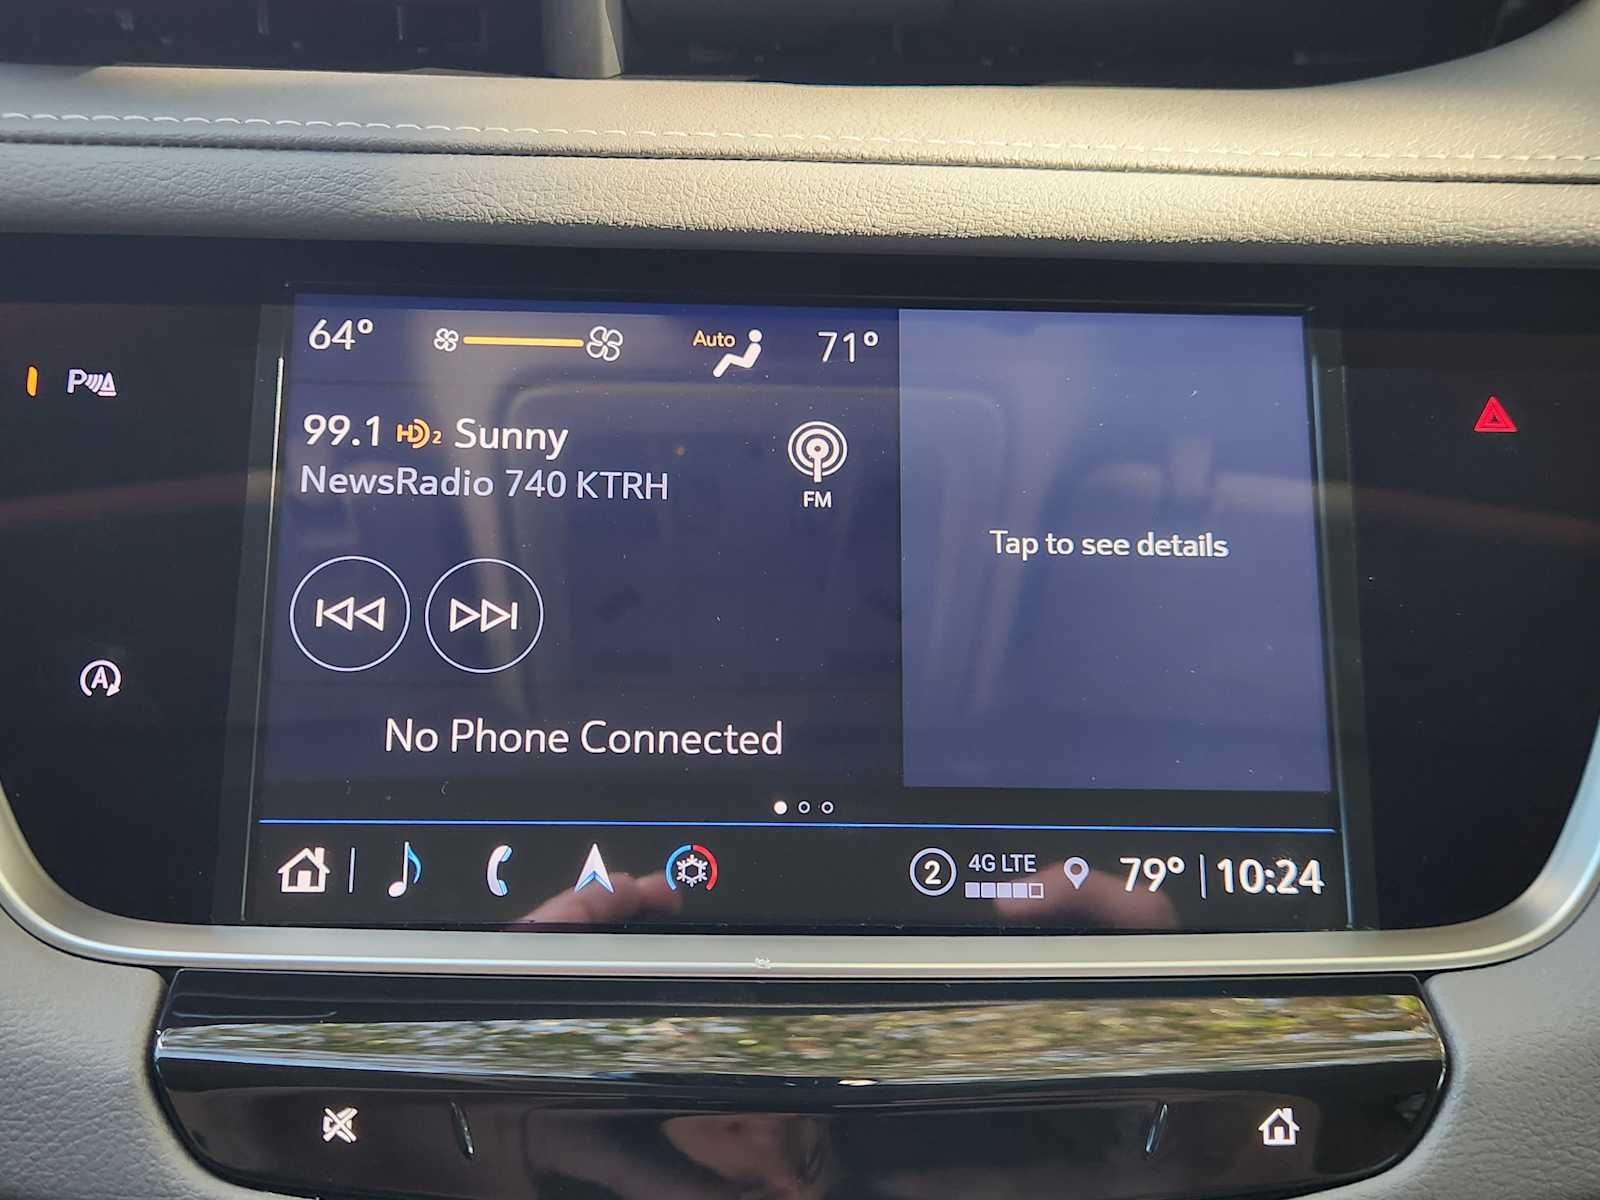 64° Auto 71°
99.1 HD2 Sunny
NewsRadio 740 KTRH
FM
P
Tap to see details
A
No Phone Connected
2 4G LTE 79° 10:24